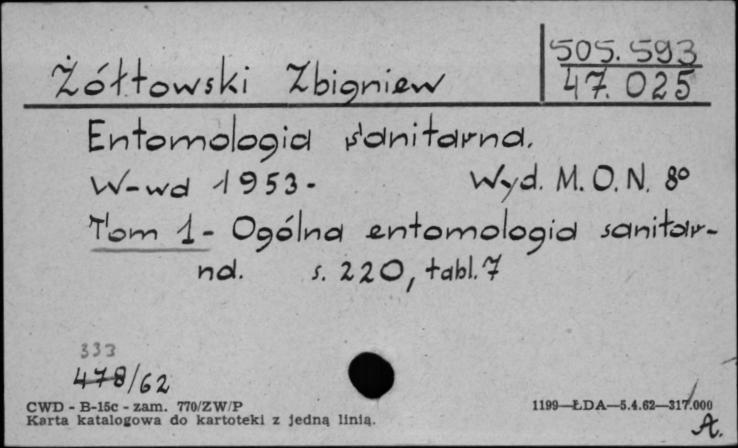 505.593
Żółtowski Zbigniew 47.025
Entomologia sanitarna.
W-wa 1953- Wyd. M.O.N. 8º
Tom 1 - Ogólna entomologia sanitar-
na. s. 220, tabl. 7
333
478/62
CWD - B-15c - zam. 770/ZW/P 1199—ŁDA—5.4.62—317.000
Karta katalogowa do kartoteki z jedną linią. A.